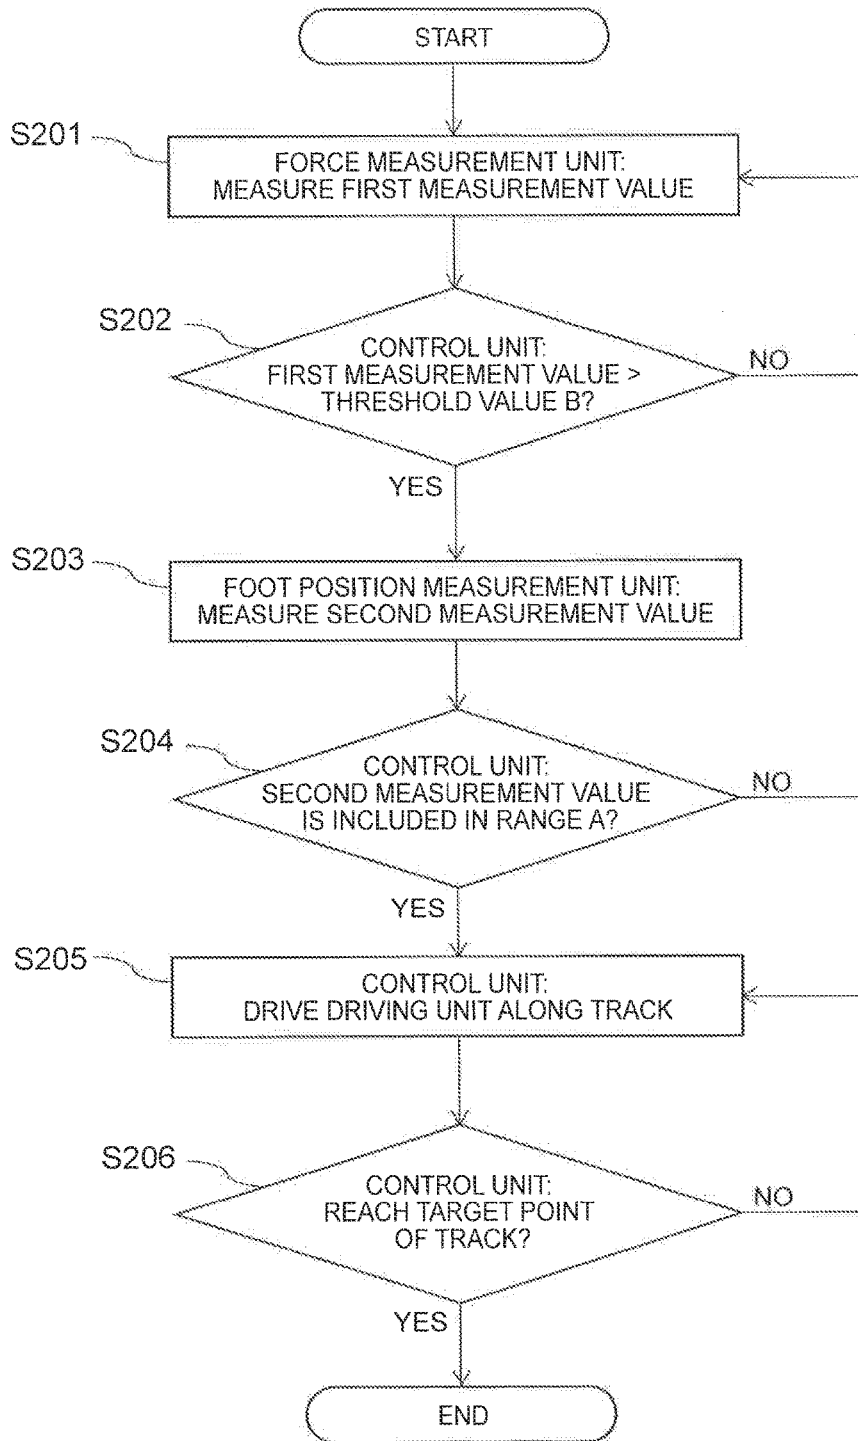 START
S201
FORCE MEASUREMENT UNIT:
MEASURE FIRST MEASUREMENT VALUE
S202
CONTROL UNIT:
FIRST MEASUREMENT VALUE >
THRESHOLD VALUE B?
NO
YES
S203
FOOT POSITION MEASUREMENT UNIT:
MEASURE SECOND MEASUREMENT VALUE
S204
CONTROL UNIT:
SECOND MEASUREMENT VALUE
IS INCLUDED IN RANGE A?
NO
YES
S205
CONTROL UNIT:
DRIVE DRIVING UNIT ALONG TRACK
S206
CONTROL UNIT:
REACH TARGET POINT
OF TRACK?
NO
YES
END